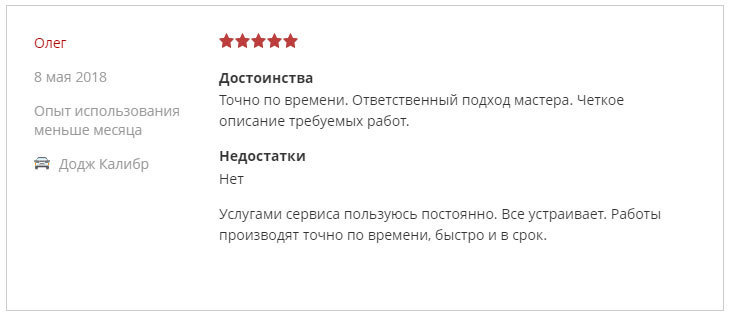 Олег
8 мая 2018
Опыт использования
меньше месяца
Додж Калибр
Достоинства
Точно по времени. Ответственный подход мастера. Четкое
описание требуемых работ.
Недостатки
Нет
Услугами сервиса пользуюсь постоянно. Все устраивает. Работы
производят точно по времени, быстро и в срок.